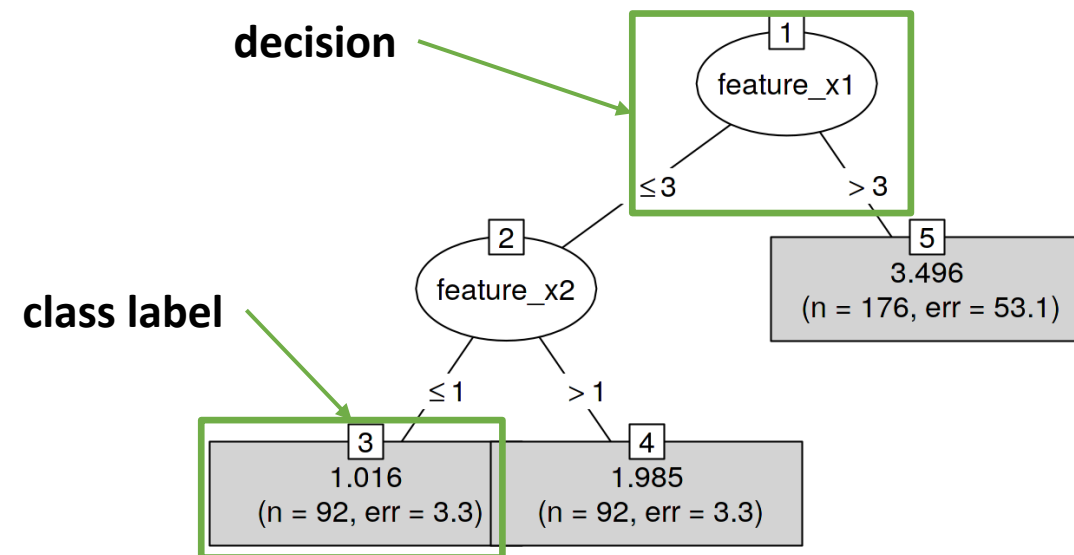 decision
1
feature_x1
≤ 3
> 3
2
feature_x2
5
3.496
(n = 176, err = 53.1)
class label
≤ 1
> 1
3
1.016
(n = 92, err = 3.3)
4
1.985
(n = 92, err = 3.3)